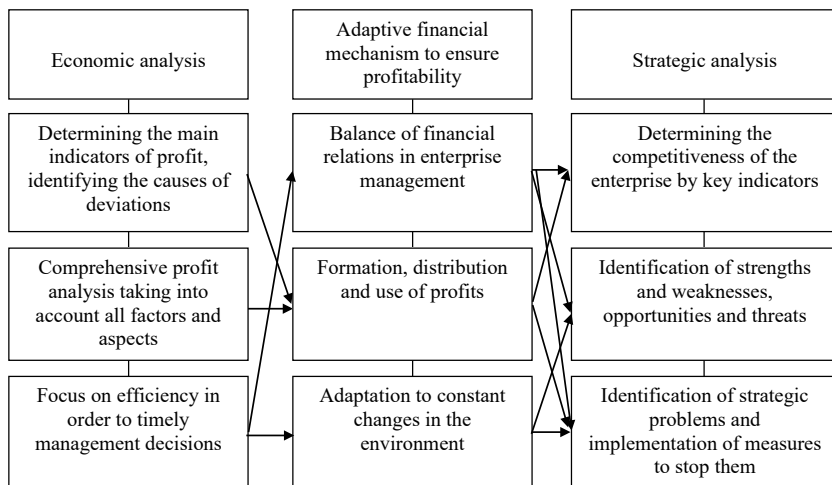 Economic analysis
Adaptive financial
mechanism to ensure
profitability
Strategic analysis
Determining the main
indicators of profit,
identifying the causes of
deviations
Balance of financial
relations in enterprise
management
Determining the
competitiveness of the
enterprise by key indicators
Comprehensive profit
analysis taking into
account all factors and
aspects
Formation, distribution
and use of profits
Identification of strengths
and weaknesses,
opportunities and threats
Focus on efficiency in
order to timely
management decisions
Adaptation to constant
changes in the
environment
Identification of strategic
problems and
implementation of measures
to stop them